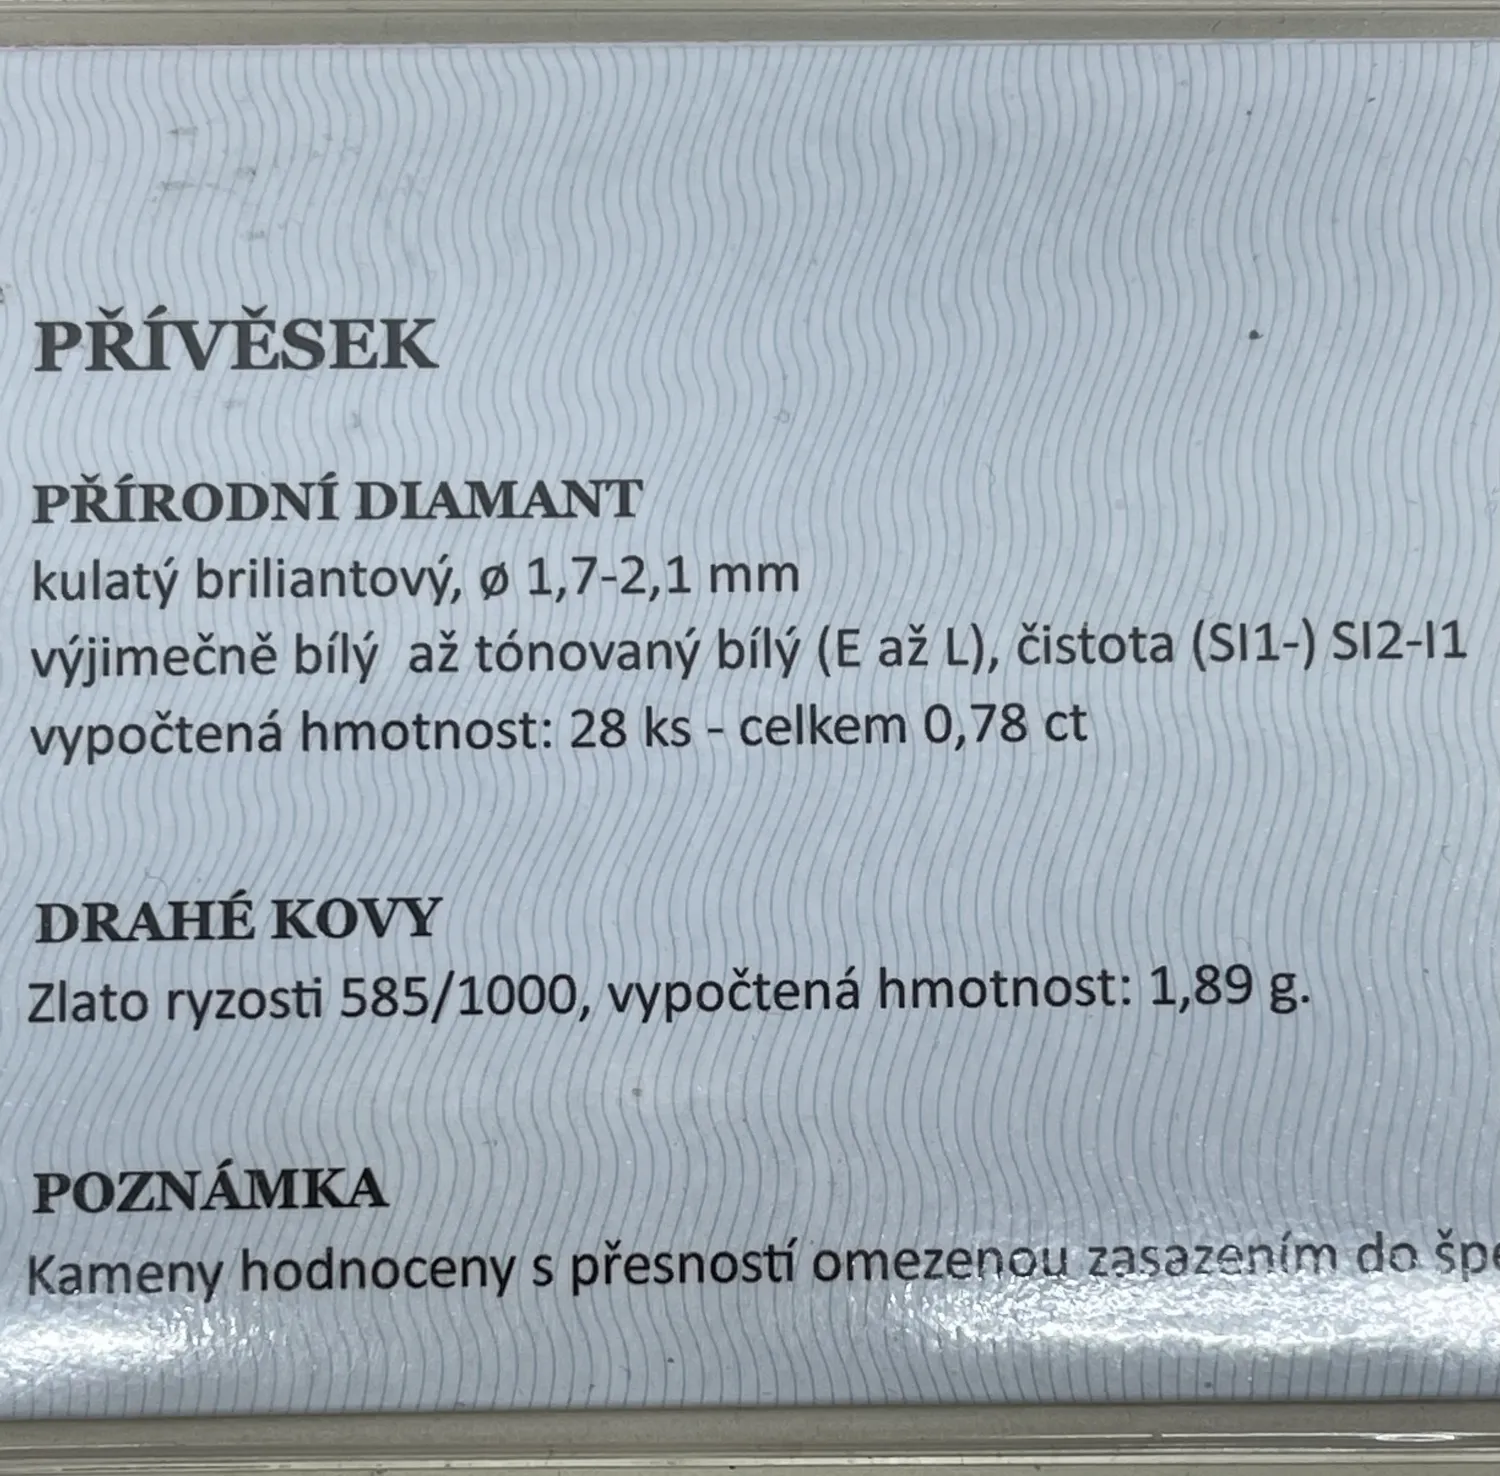 PŘÍVĚSEK
PŘÍRODNÍ DIAMANT
kulatý briliantový, ø 1,7-2,1 mm
výjimečně bílý až tónovaný bílý (E až L), čistota (SI1-) SI2-I1
vypočtená hmotnost: 28 ks - celkem 0,78 ct
DRAHÉ KOVY
Zlato ryzosti 585/1000, vypočtená hmotnost: 1,89 g.
POZNÁMKA
Kameny hodnoceny s přesností omezenou zasazením do